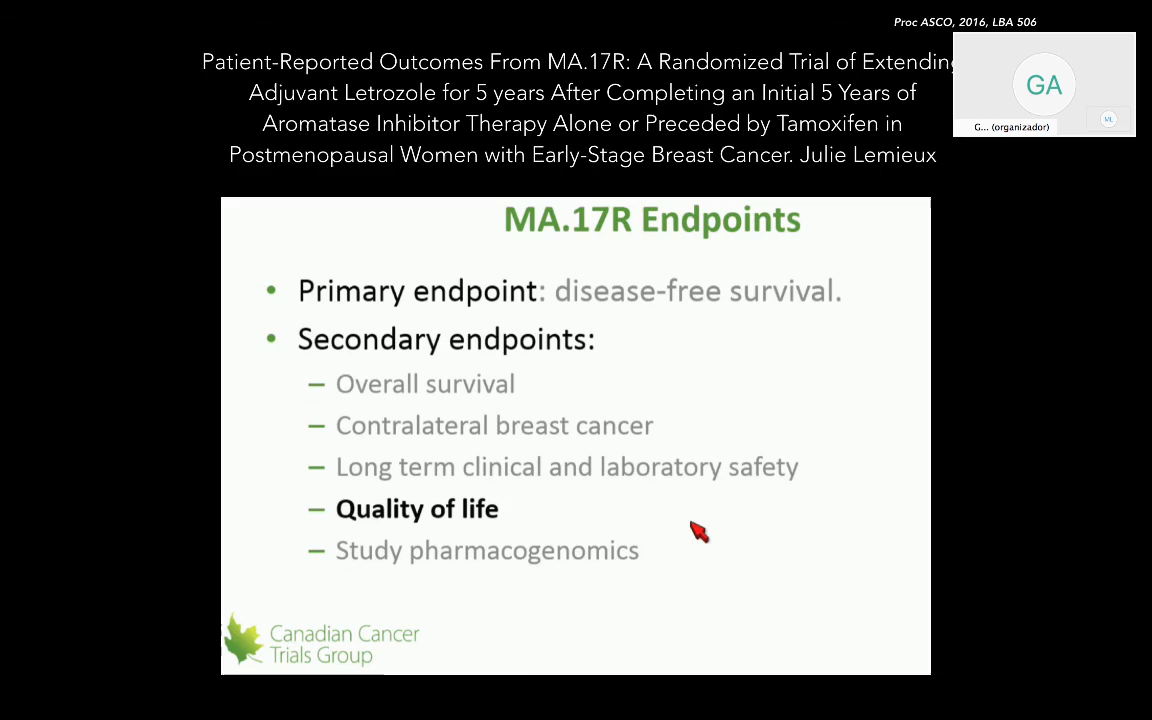 Proc ASCO, 2016, LBA 506
Patient-Reported Outcomes From MA.17R: A Randomized Trial of Extending
Adjuvant Letrozole for 5 years After Completing an Initial 5 Years of
Aromatase Inhibitor Therapy Alone or Preceded by Tamoxifen in
Postmenopausal Women with Early-Stage Breast Cancer. Julie Lemieux
GA
G... (organizador)
ML
MA.17R Endpoints
• Primary endpoint: disease-free survival.
• Secondary endpoints:
– Overall survival
– Contralateral breast cancer
– Long term clinical and laboratory safety
– Quality of life
– Study pharmacogenomics
Canadian Cancer
Trials Group